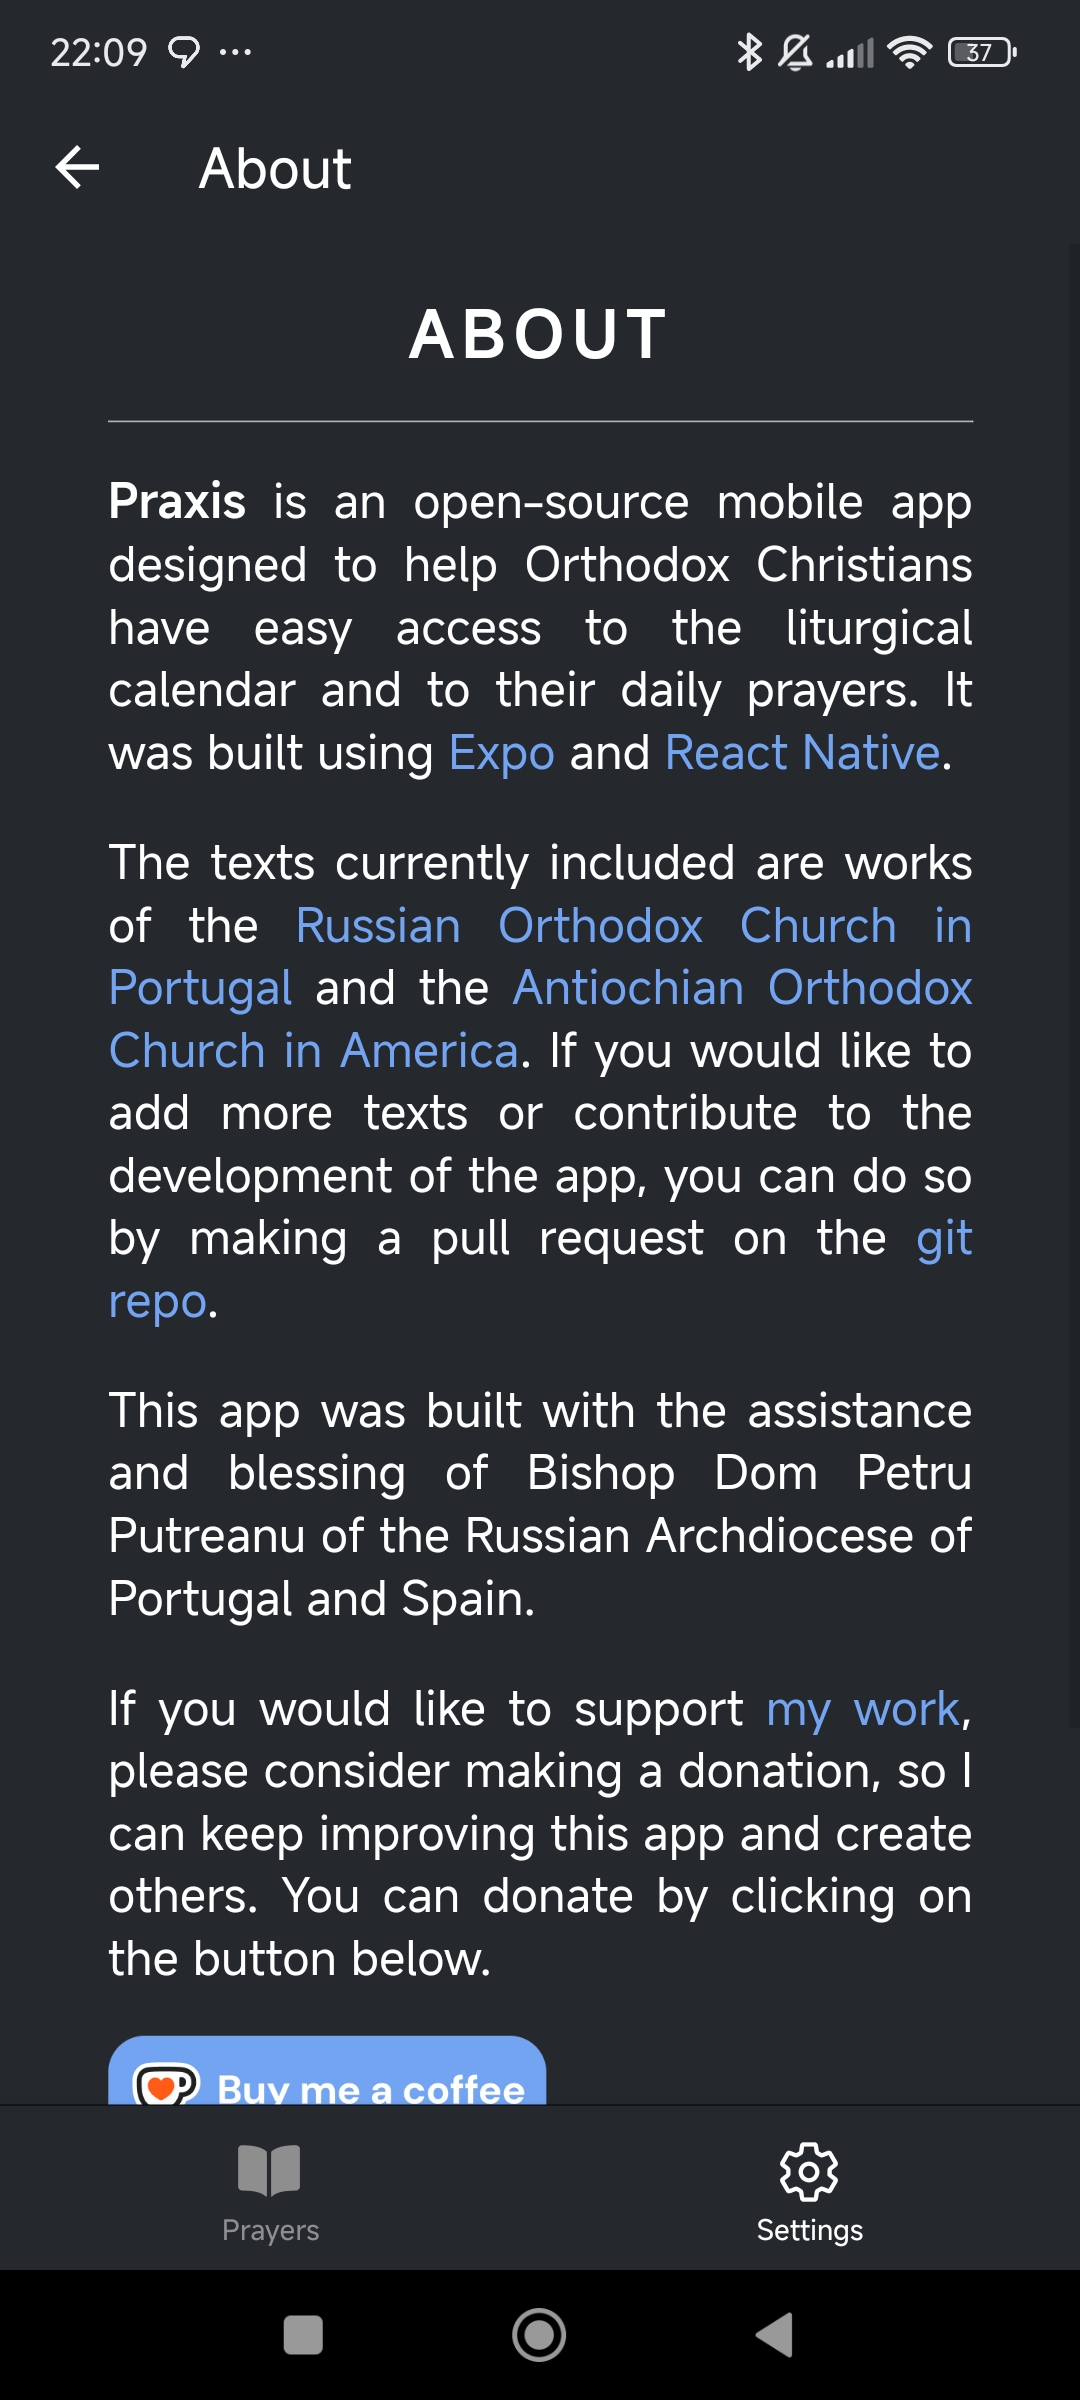 22:09
37
About
ABOUT
Praxis is an open-source mobile app
designed to help Orthodox Christians
have easy access to the liturgical
calendar and to their daily prayers. It
was built using Expo and React Native.
The texts currently included are works
of the Russian Orthodox Church in
Portugal and the Antiochian Orthodox
Church in America. If you would like to
add more texts or contribute to the
development of the app, you can do so
by making a pull request on the git
repo.
This app was built with the assistance
and blessing of Bishop Dom Petru
Putreanu of the Russian Archdiocese of
Portugal and Spain.
If you would like to support my work,
please consider making a donation, so I
can keep improving this app and create
others. You can donate by clicking on
the button below.
Buy me a coffee
Prayers
Settings